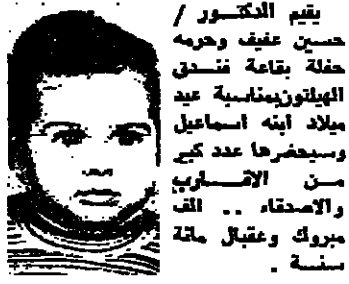 يقيم الدكتور /
حسين عفيف وحرمه
حفلة بقاعة فندق
الهيلتون بمناسبة عيد
ميلاد ابنه اسماعيل
وسيحضرها عدد كبير
من الاقارب
والاصدقاء .. الف
مبروك وعقبال مائة
سنة .